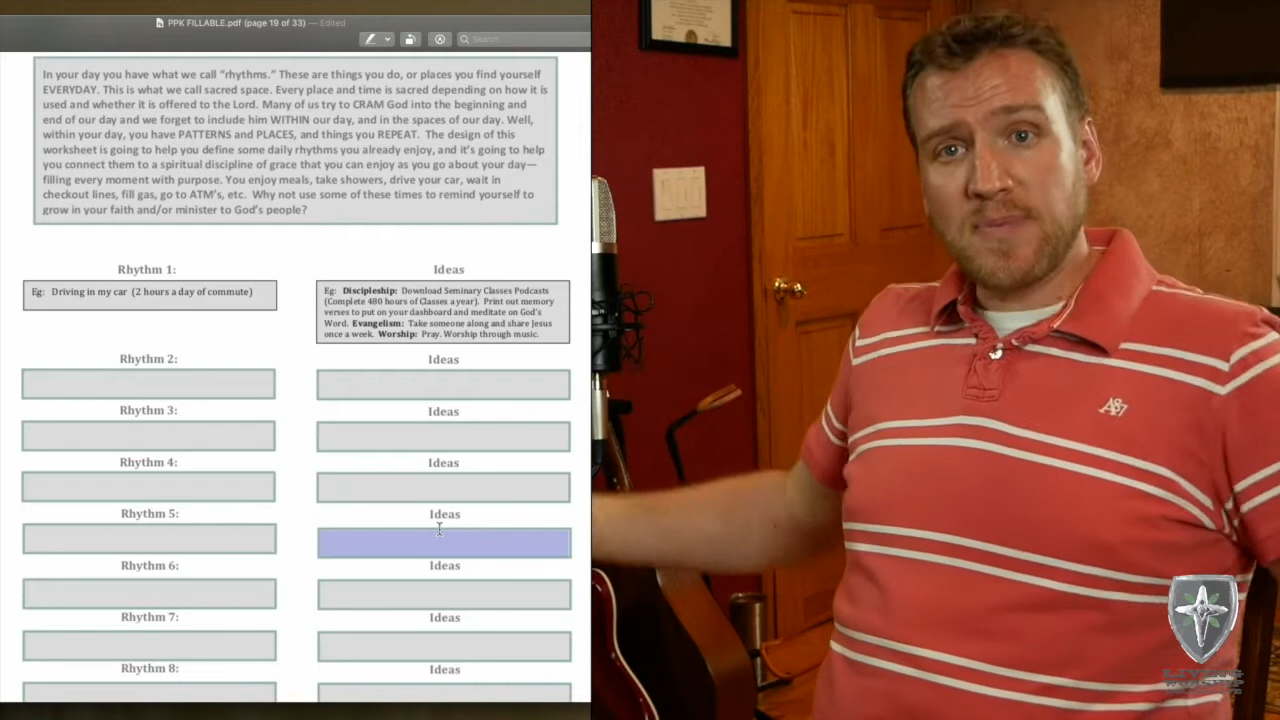 PPK FILLABLE.pdf (page 19 of 33) — Edited
Search
In your day you have what we call "rhythms." These are things you do, or places you find yourself
EVERYDAY. This is what we call sacred space. Every place and time is sacred depending on how it is
used and whether it is offered to the Lord. Many of us try to CRAM God into the beginning and
end of our day and we forget to include him WITHIN our day, and in the spaces of our day. Well,
within your day, you have PATTERNS and PLACES, and things you REPEAT. The design of this
worksheet is going to help you define some daily rhythms you already enjoy, and it's going to help
you connect them to a spiritual discipline of grace that you can enjoy as you go about your day—
filling every moment with purpose. You enjoy meals, take showers, drive your car, wait in
checkout lines, fill gas, go to ATM's, etc. Why not use some of these times to remind yourself to
grow in your faith and/or minister to God's people?
Rhythm 1:
Eg: Driving in my car (2 hours a day of commute)
Ideas
Eg: Discipleship: Download Seminary Classes Podcasts
(Complete 480 hours of Classes a year). Print out memory
verses to put on your dashboard and meditate on God's
Word. Evangelism: Take someone along and share Jesus
once a week. Worship: Pray. Worship through music.
Rhythm 2:
Ideas
Rhythm 3:
Ideas
Rhythm 4:
Ideas
Rhythm 5:
Ideas
Rhythm 6:
Ideas
Rhythm 7:
Ideas
Rhythm 8:
Ideas
A87
LIVING